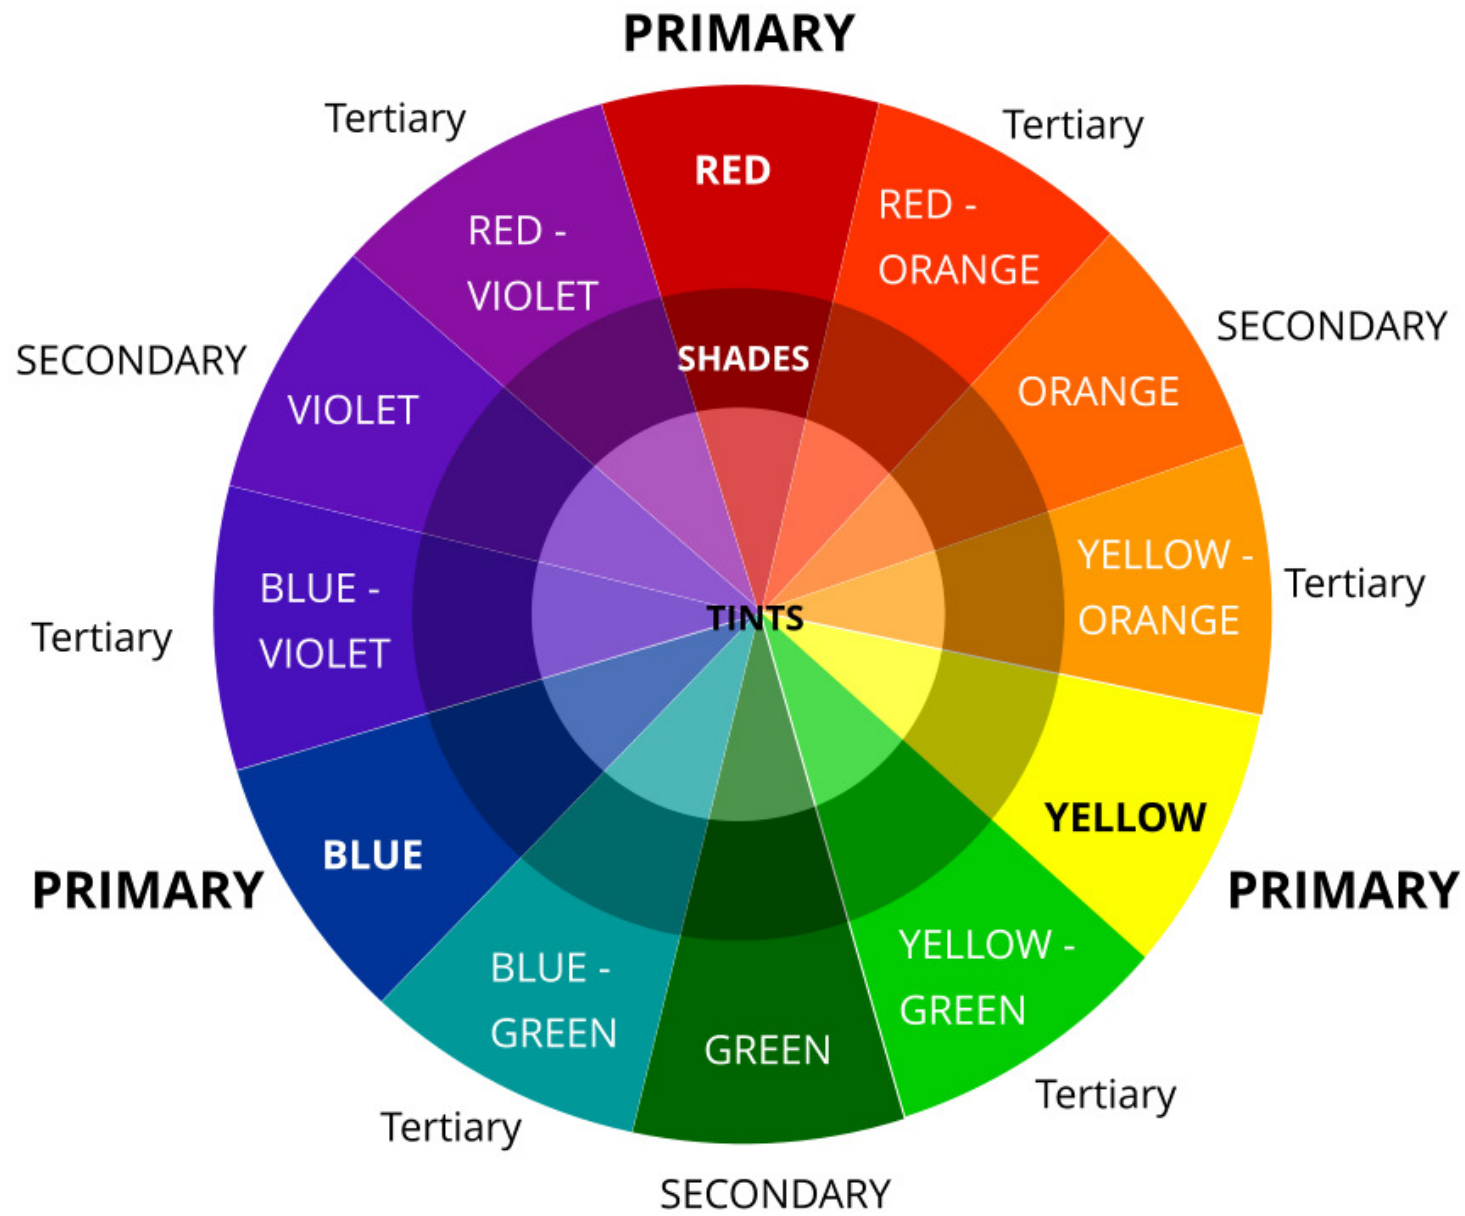 PRIMARY
Tertiary
Tertiary
RED
RED -
ORANGE
RED -
VIOLET
SECONDARY
SECONDARY
SHADES
ORANGE
VIOLET
YELLOW -
ORANGE
Tertiary
BLUE -
VIOLET
Tertiary
TINTS
YELLOW
BLUE
PRIMARY
PRIMARY
YELLOW -
GREEN
BLUE -
GREEN
GREEN
Tertiary
Tertiary
SECONDARY